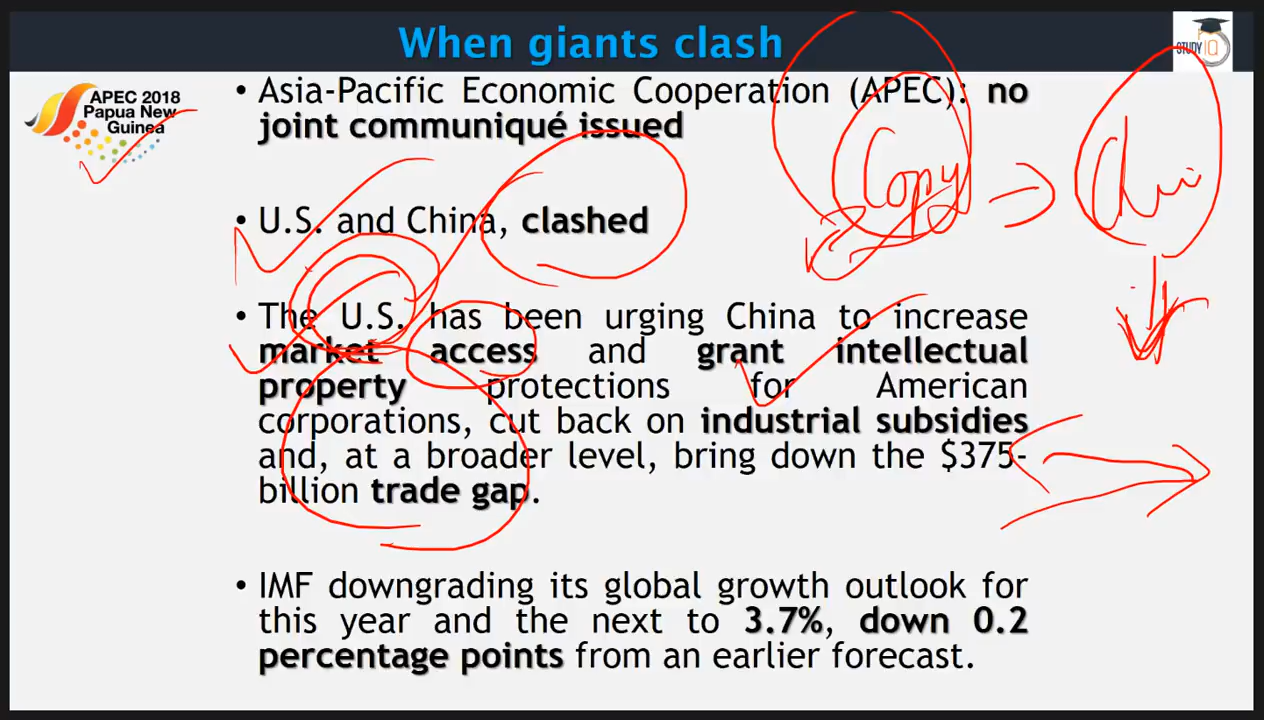 When giants clash
STUDY IQ
APEC 2018
Papua New
Guinea
• Asia-Pacific Economic Cooperation (APEC): no
joint communiqué issued
Copy
• U.S. and China, clashed
• The U.S. has been urging China to increase
market access and grant intellectual
property protections for American
corporations, cut back on industrial subsidies
and, at a broader level, bring down the $375-
billion trade gap.
• IMF downgrading its global growth outlook for
this year and the next to 3.7%, down 0.2
percentage points from an earlier forecast.